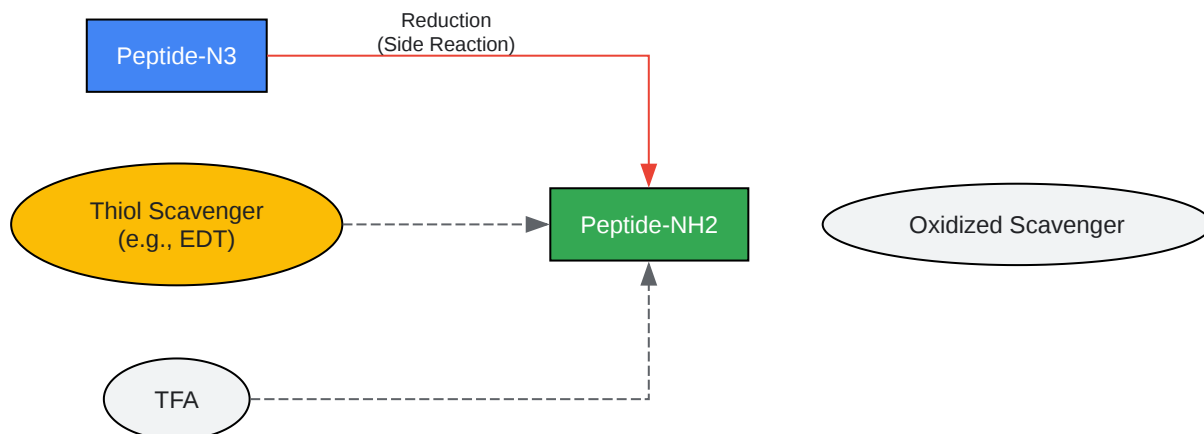 Reduction
(Side Reaction)
Peptide-N3
Thiol Scavenger
(e.g., EDT)
Peptide-NH2
Oxidized Scavenger
TFA